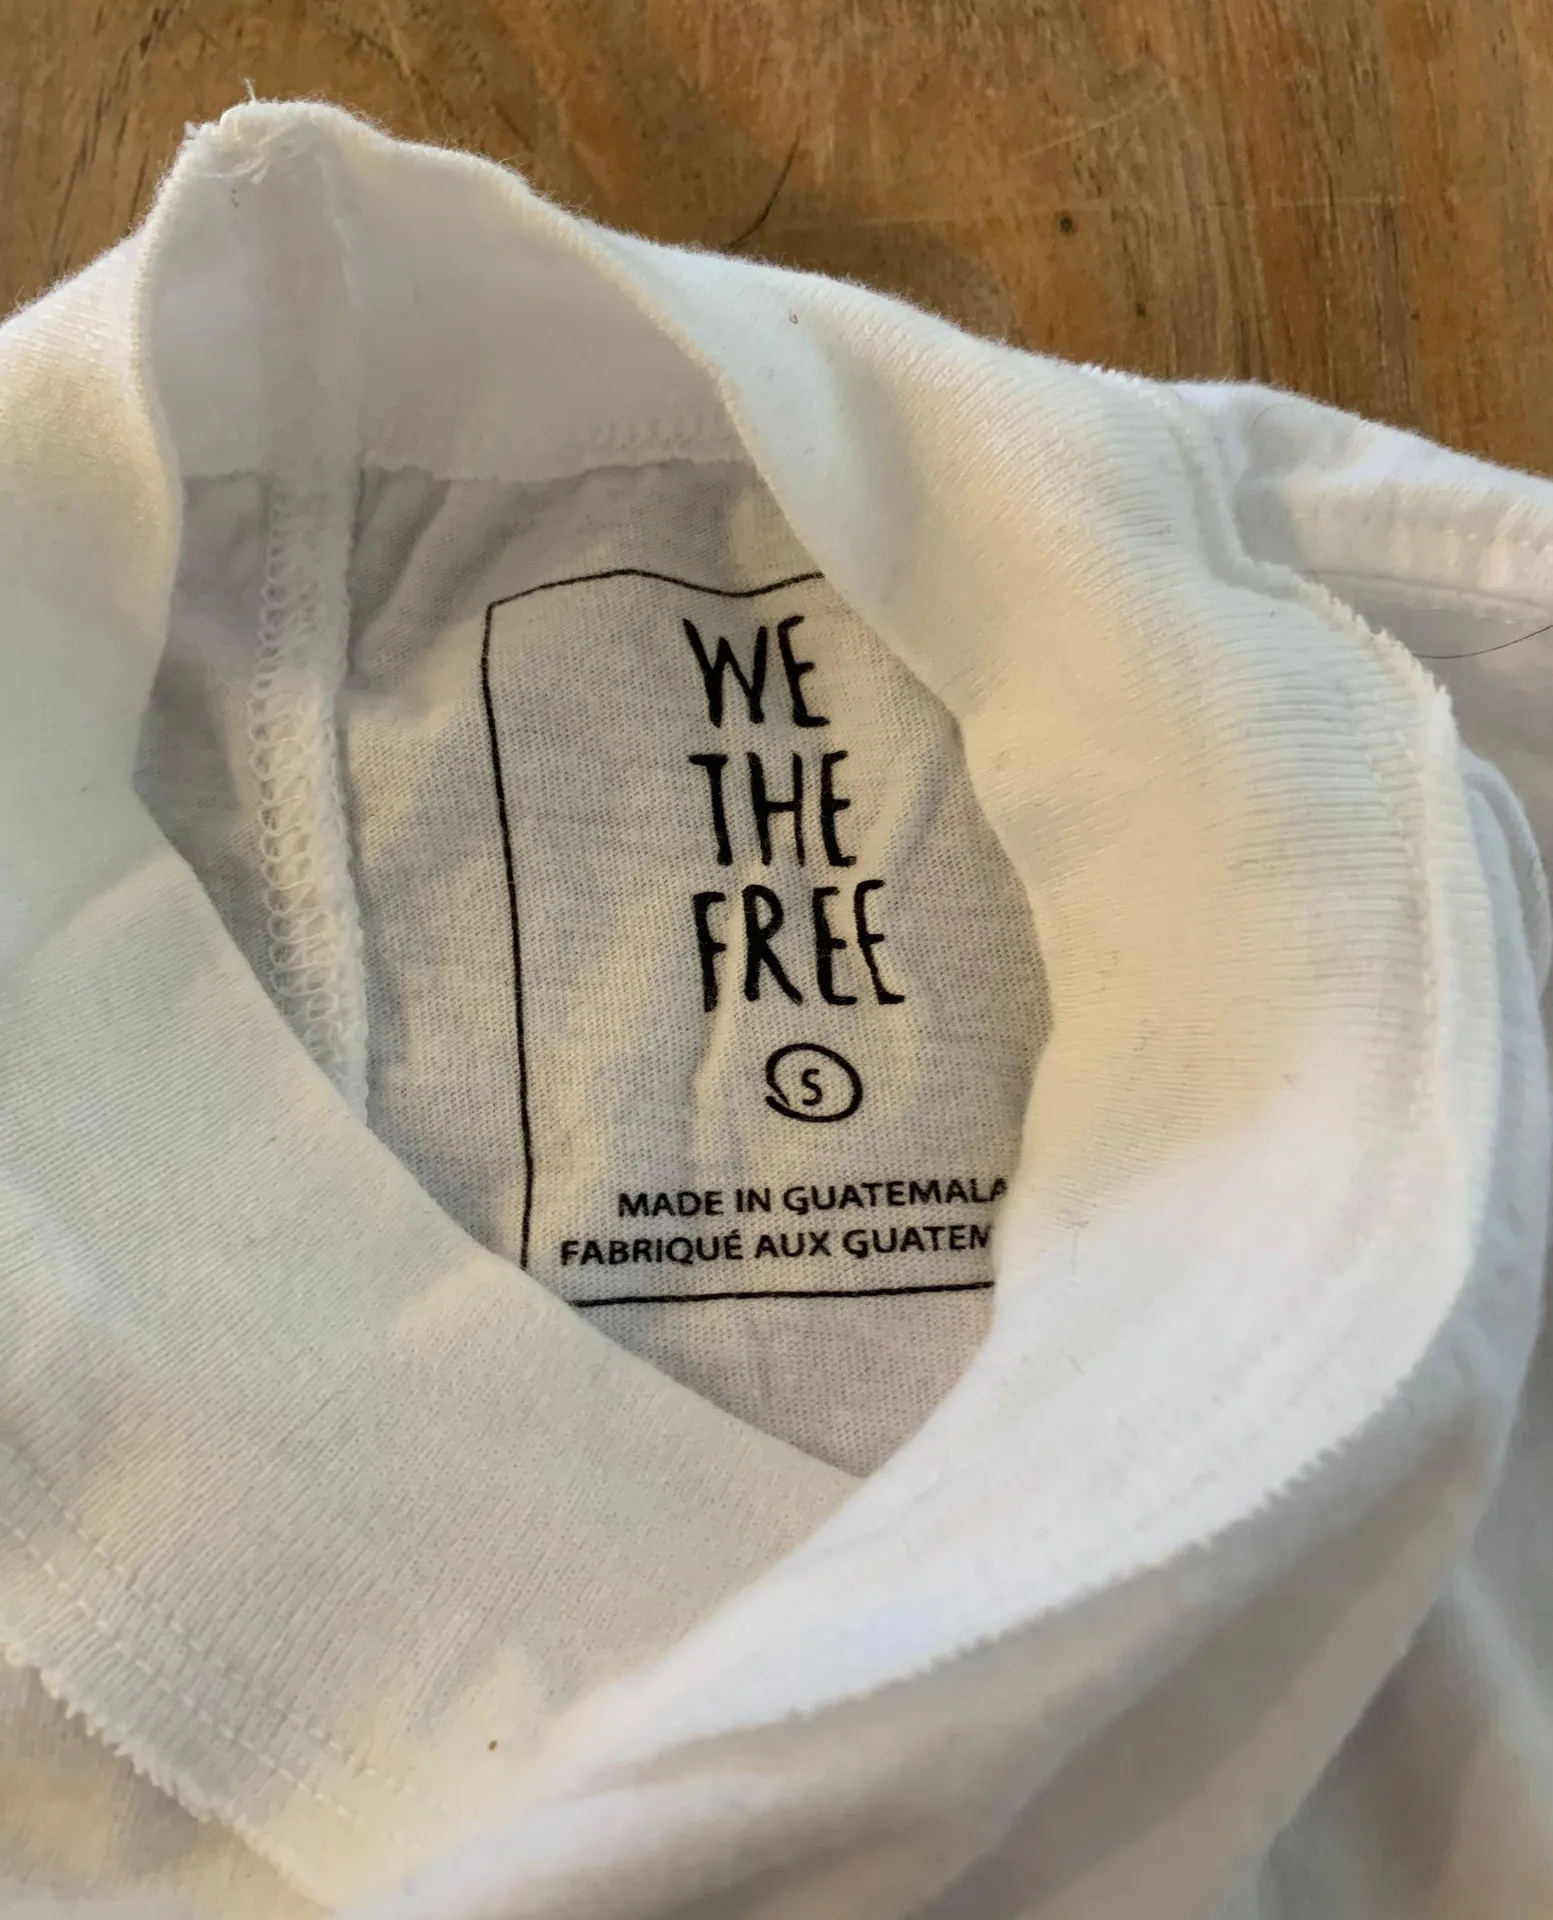 WE
THE
FREE
S
MADE IN GUATEMALA
FABRIQUÉ AUX